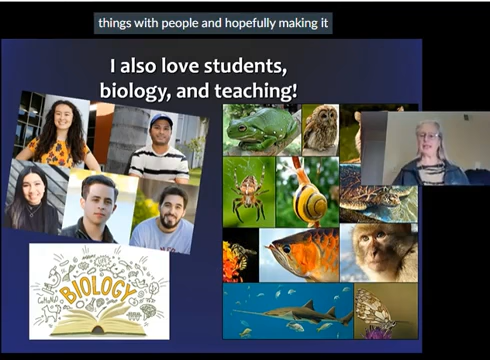 things with people and hopefully making it
I also love students,
biology, and teaching!
BIOLOGY